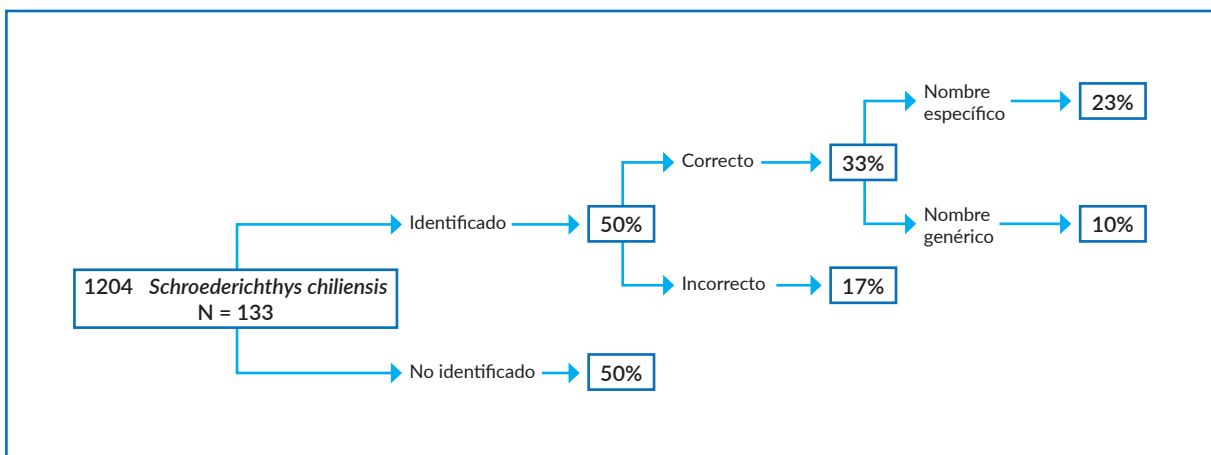 Nombre
específico
23%
Correcto
33%
Nombre
genérico
10%
Identificado
50%
Incorrecto
17%
1204 Schroederichthys chiliensis
N = 133
No identificado
50%